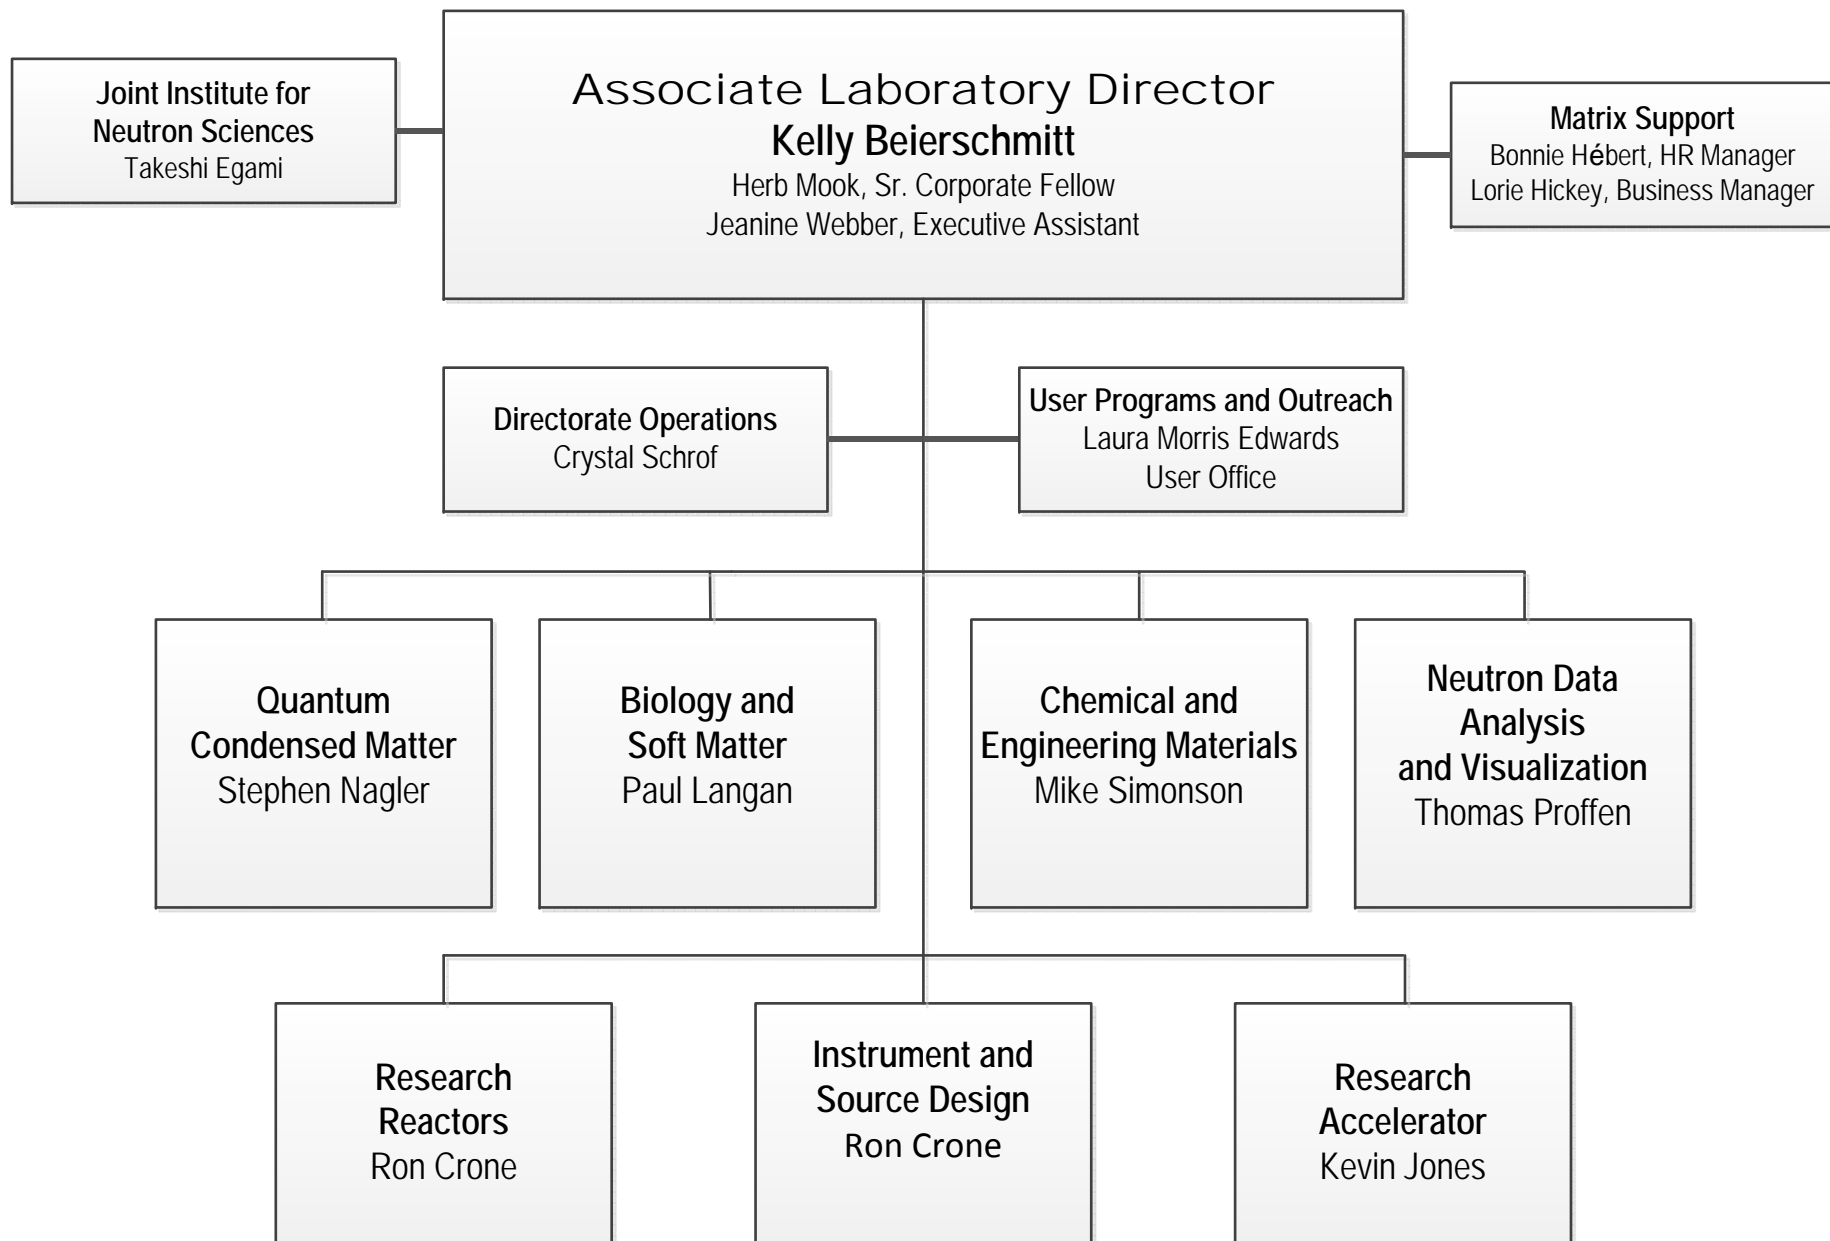 Associate Laboratory Director
Kelly Beierschmitt
Herb Mook, Sr. Corporate Fellow
Jeanine Webber, Executive Assistant
Joint Institute for
Neutron Sciences
Takeshi Egami
Matrix Support
Bonnie Hébert, HR Manager
Lorie Hickey, Business Manager
Directorate Operations
Crystal Schrof
User Programs and Outreach
Laura Morris Edwards
User Office
Quantum
Condensed Matter
Stephen Nagler
Biology and
Soft Matter
Paul Langan
Chemical and
Engineering Materials
Mike Simonson
Neutron Data
Analysis
and Visualization
Thomas Proffen
Research
Reactors
Ron Crone
Instrument and
Source Design
Ron Crone
Research
Accelerator
Kevin Jones